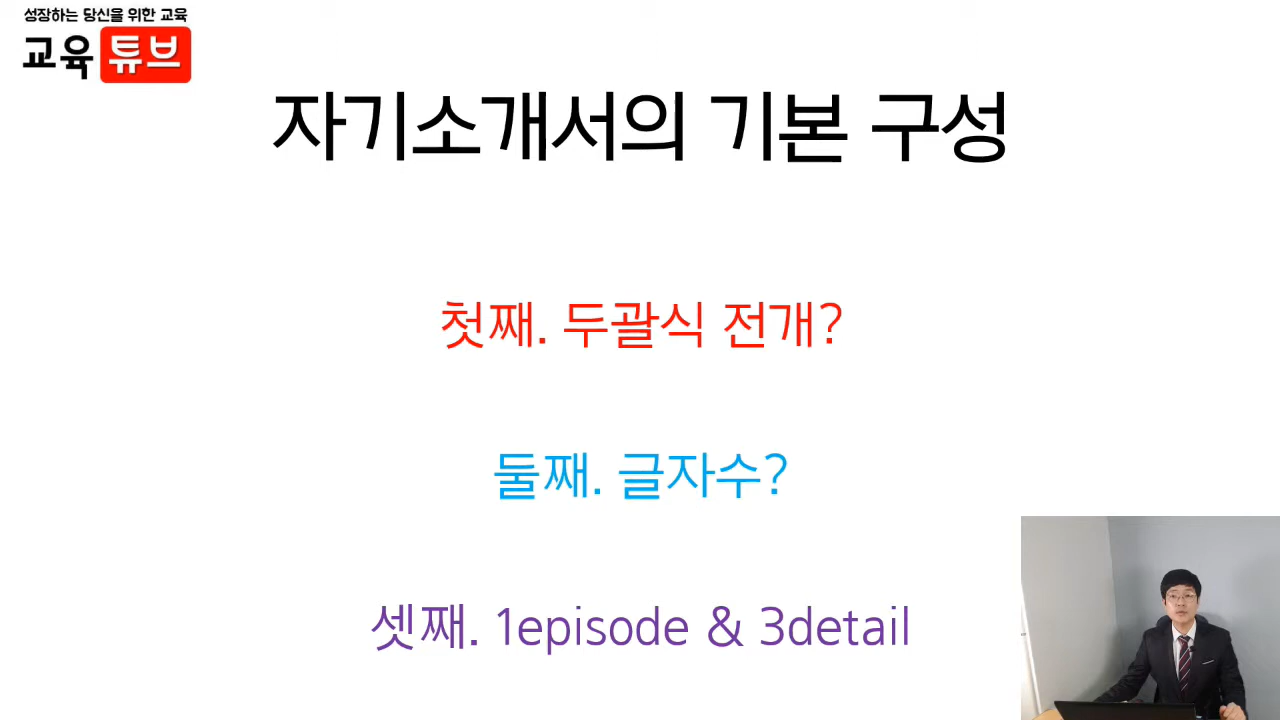 성장하는 당신을 위한 교육
교육 튜브
자기소개서의 기본 구성
첫째. 두괄식 전개?
둘째. 글자수?
셋째. 1episode & 3detail